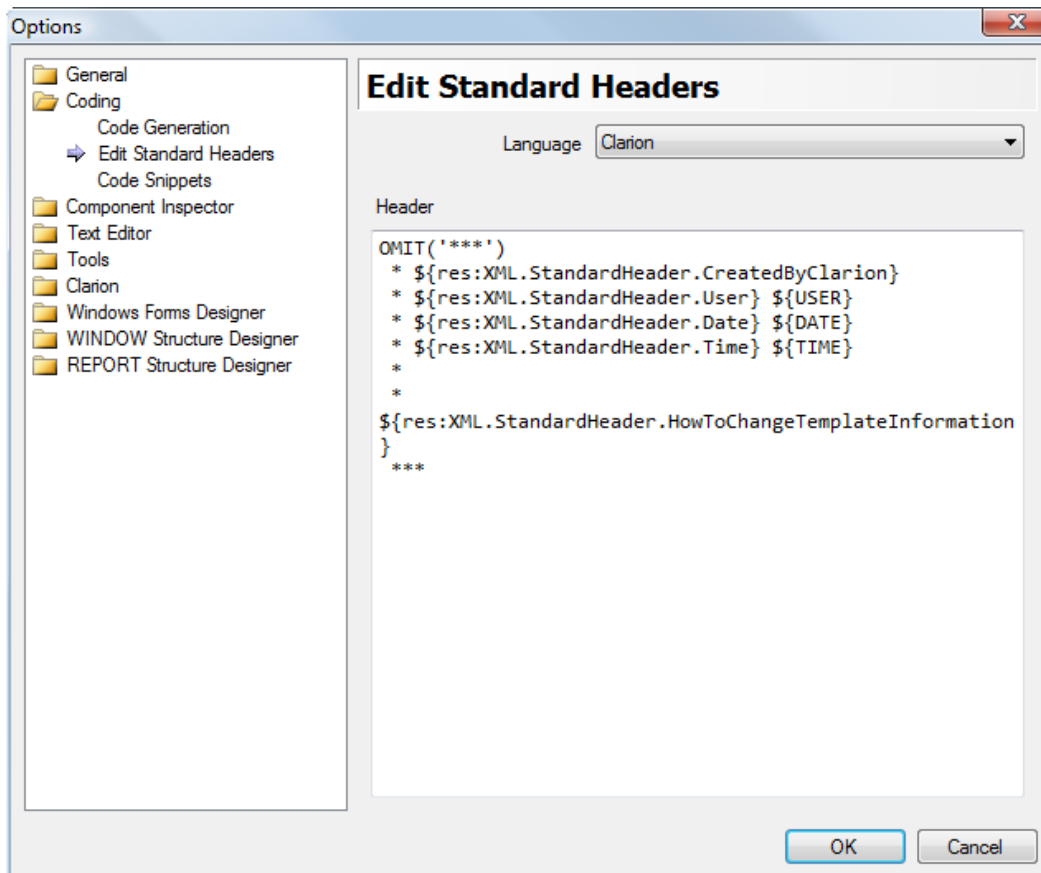 Options
General
Coding
Code Generation
Edit Standard Headers
Code Snippets
Component Inspector
Text Editor
Tools
Clarion
Windows Forms Designer
WINDOW Structure Designer
REPORT Structure Designer
Edit Standard Headers
Language Clarion
Header
OMIT('***')
* ${res:XML.StandardHeader.CreatedByClarion}
* ${res:XML.StandardHeader.User} ${USER}
* ${res:XML.StandardHeader.Date} ${DATE}
* ${res:XML.StandardHeader.Time} ${TIME}
*
*
${res:XML.StandardHeader.HowToChangeTemplateInformation
}
***
OK Cancel